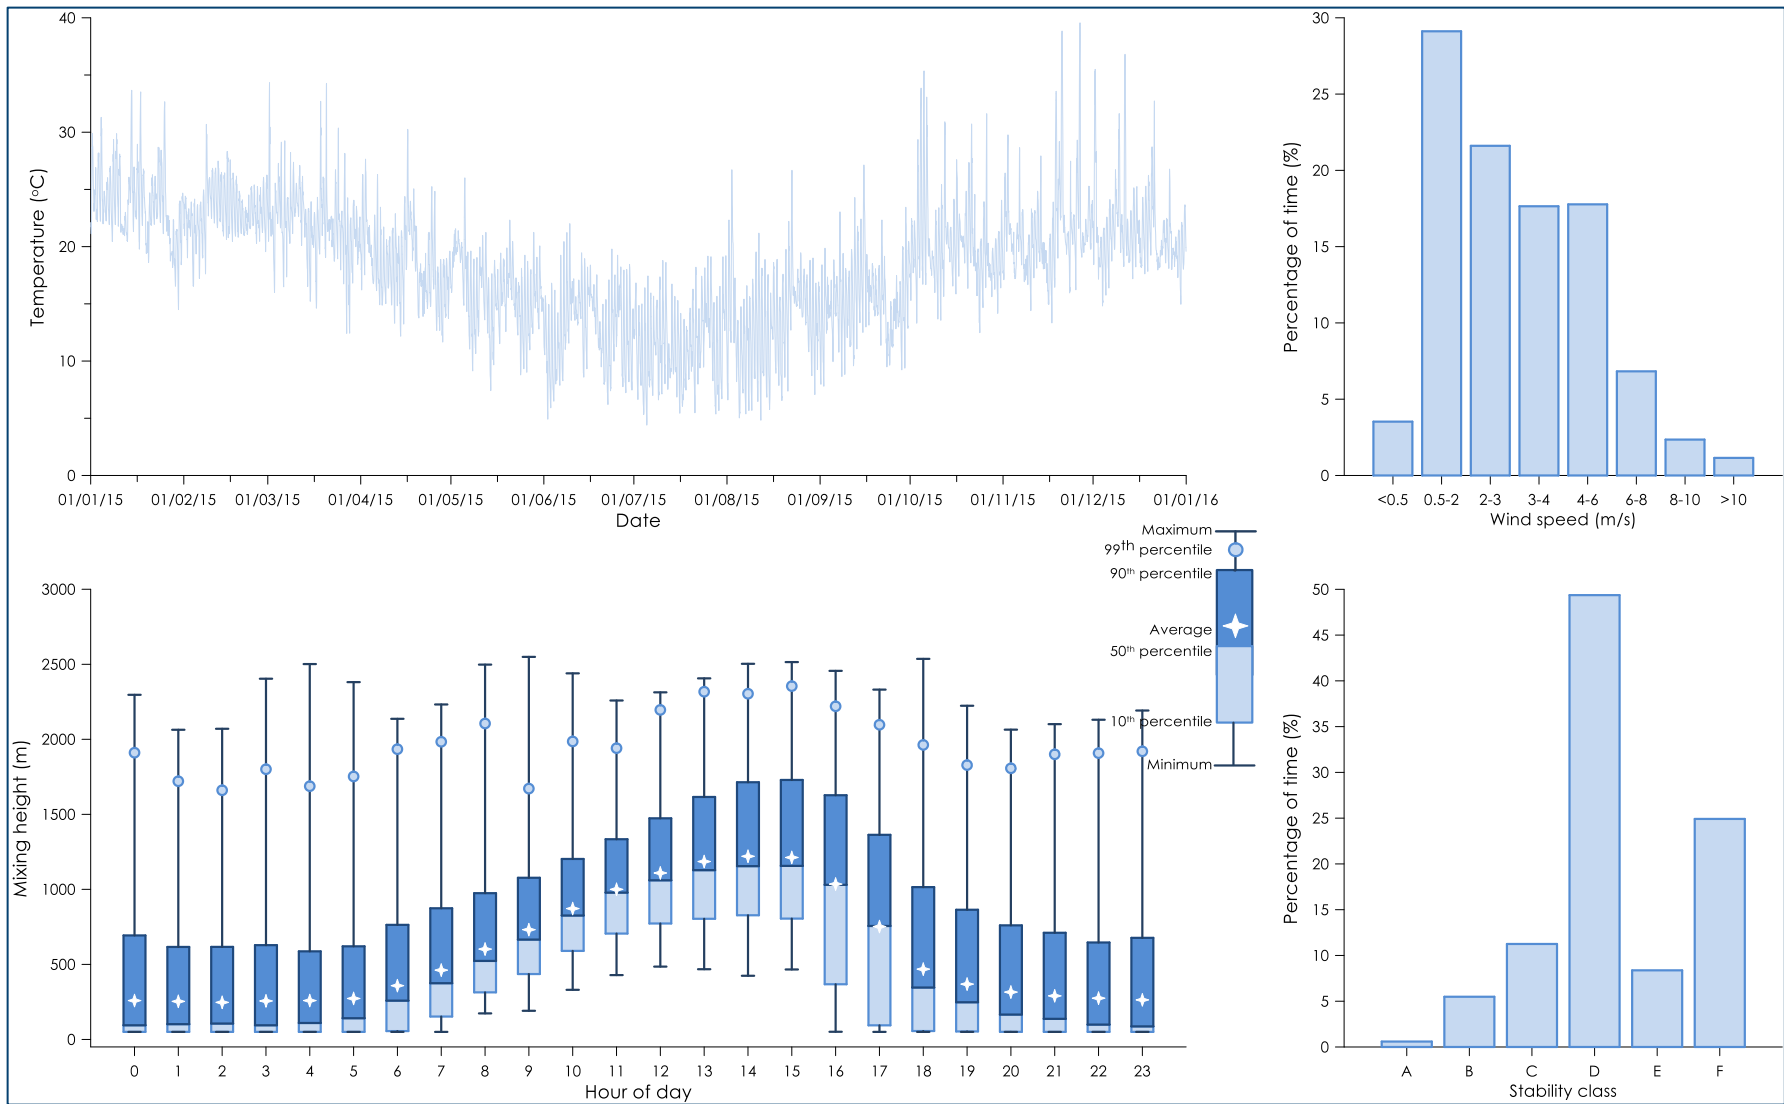 40
30
20
10
0
Temperature (°C)
01/01/15 01/02/15 01/03/15 01/04/15 01/05/15 01/06/15 01/07/15 01/08/15 01/09/15 01/10/15 01/11/15 01/12/15 01/01/16
Date
30
25
20
15
10
5
0
Percentage of time (%)
<0.5 0.5-2 2-3 3-4 4-6 6-8 8-10 >10
Wind speed (m/s)
Maximum
99th percentile
90th percentile
Average
50th percentile
10th percentile
Minimum
3000
2500
2000
1500
1000
500
0
Mixing height (m)
0 1 2 3 4 5 6 7 8 9 10 11 12 13 14 15 16 17 18 19 20 21 22 23
Hour of day
50
45
40
35
30
25
20
15
10
5
0
Percentage of time (%)
A B C D E F
Stability class